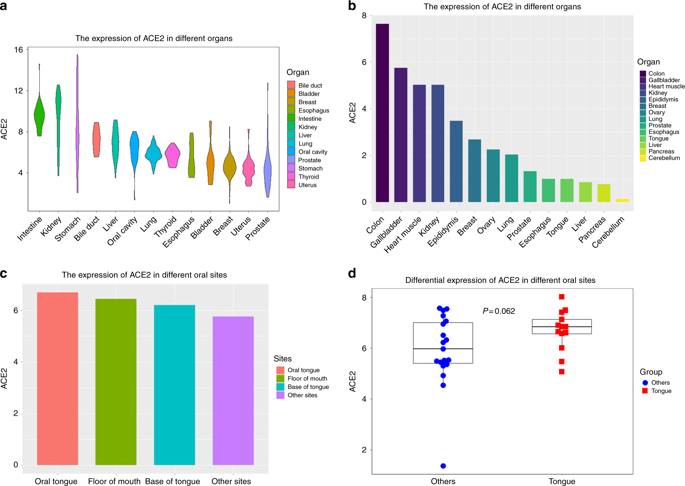 a
The expression of ACE2 in different organs
ACE2
16
12
8
4
Intestine
Kidney
Stomach
Bile duct
Liver
Oral cavity
Lung
Thyroid
Esophagus
Bladder
Breast
Uterus
Prostate
Organ
Bile duct
Bladder
Breast
Esophagus
Intestine
Kidney
Liver
Lung
Oral cavity
Prostate
Stomach
Thyroid
Uterus
b
The expression of ACE2 in different organs
ACE2
8
6
4
2
0
Colon
Gallbladder
Heart muscle
Kidney
Epididymis
Breast
Ovary
Lung
Prostate
Esophagus
Tongue
Liver
Pancreas
Cerebellum
Organ
Colon
Gallbladder
Heart muscle
Kidney
Epididymis
Breast
Ovary
Lung
Prostate
Esophagus
Tongue
Liver
Pancreas
Cerebellum
c
The expression of ACE2 in different oral sites
ACE2
6
4
2
0
Oral tongue
Floor of mouth
Base of tongue
Other sites
Sites
Oral tongue
Floor of mouth
Base of tongue
Other sites
d
Differential expression of ACE2 in different oral sites
P = 0.062
ACE2
8
6
4
2
Others
Tongue
Group
Others
Tongue